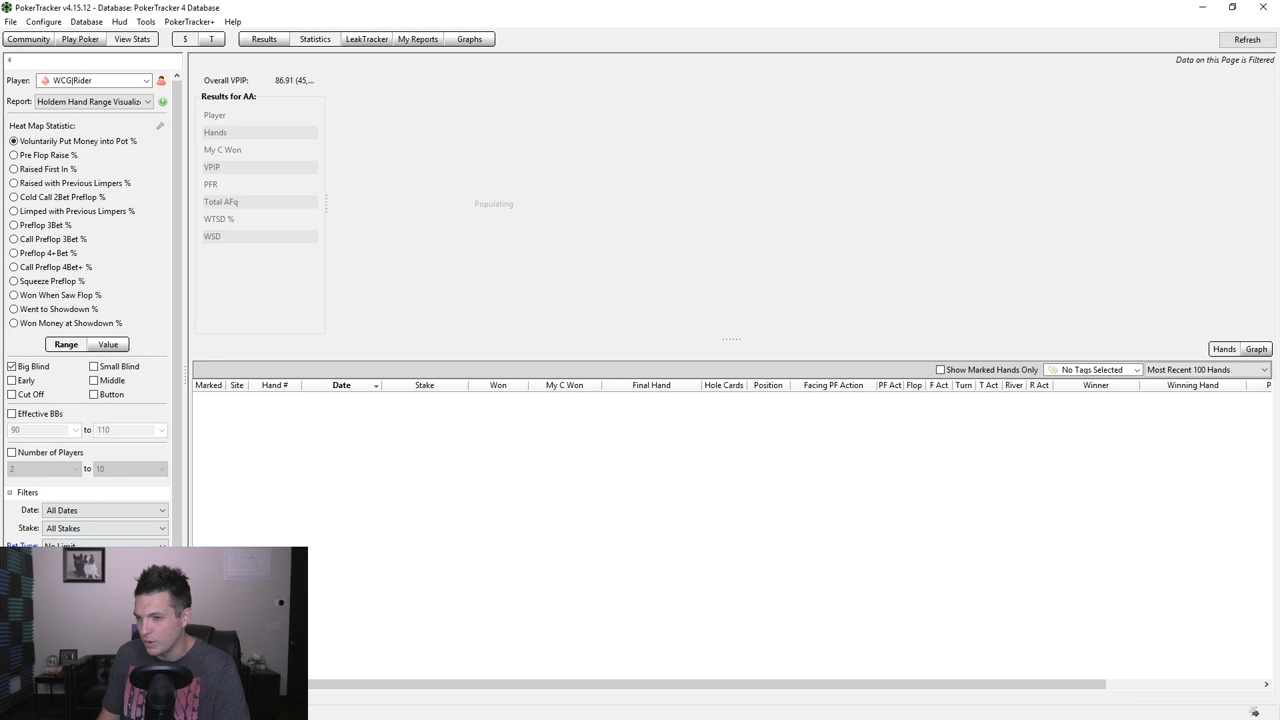 PokerTracker v4.15.12 - Database: PokerTracker 4 Database
File Configure Database Hud Tools PokerTracker+ Help
Community Play Poker View Stats $ T Results Statistics LeakTracker My Reports Graphs Refresh
Data on this Page is Filtered
Player: WCG|Rider
Report: Holdem Hand Range Visualiz
Heat Map Statistic:
Voluntarily Put Money into Pot %
Pre Flop Raise %
Raised First In %
Raised with Previous Limpers %
Cold Call 2Bet Preflop %
Limped with Previous Limpers %
Preflop 3Bet %
Call Preflop 3Bet %
Preflop 4+Bet %
Call Preflop 4Bet+ %
Squeeze Preflop %
Won When Saw Flop %
Went to Showdown %
Won Money at Showdown %
Range Value
Big Blind Small Blind
Early Middle
Cut Off Button
Effective BBs
90 to 110
Number of Players
2 to 10
Filters
Date: All Dates
Stake: All Stakes
Bet Type: No Limit
Overall VPIP: 86.91 (45,...
Results for AA:
Player
Hands
My C Won
VPIP
PFR
Total AFq
WTSD %
WSD
Populating
Hands Graph
Show Marked Hands Only No Tags Selected Most Recent 100 Hands
Marked Site Hand # Date Stake Won My C Won Final Hand Hole Cards Position Facing PF Action PF Act Flop F Act Turn T Act River R Act Winner Winning Hand P